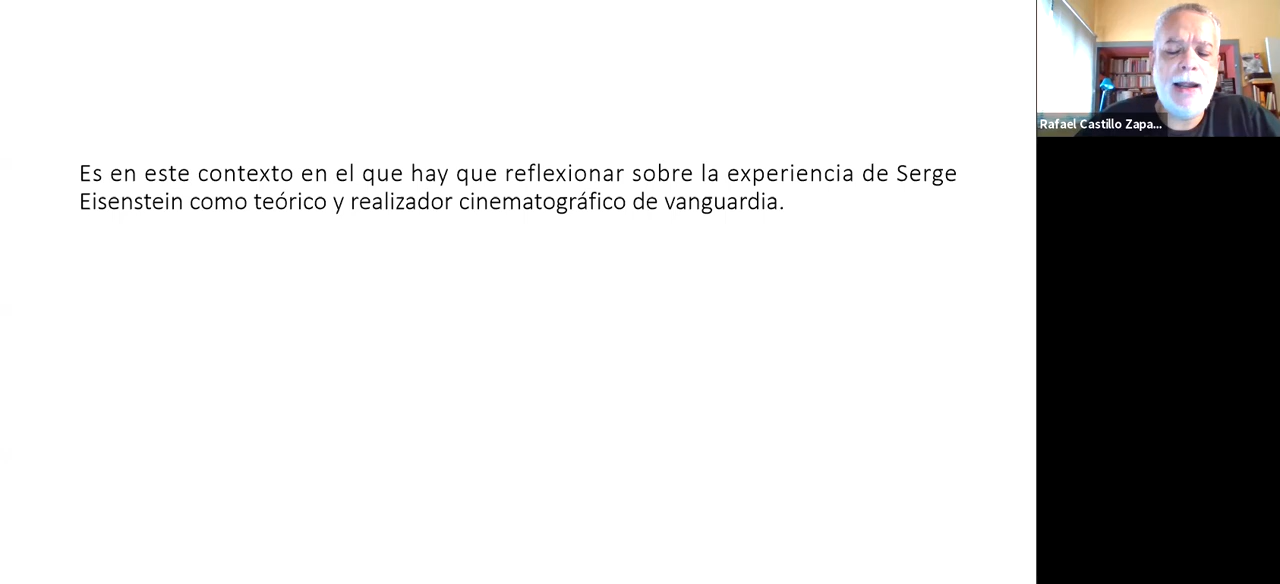 Es en este contexto en el que hay que reflexionar sobre la experiencia de Serge
Eisenstein como teórico y realizador cinematográfico de vanguardia.
Rafael Castillo Zapa...